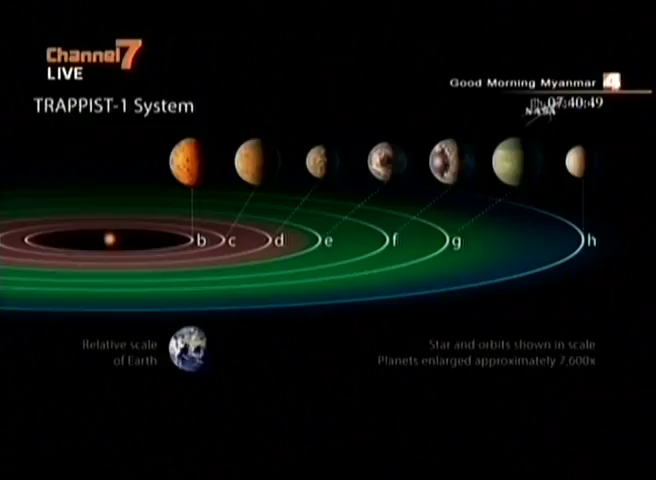 Channel7
LIVE
Good Morning Myanmar 4
07:40:49
NASA
TRAPPIST-1 System
b c d e f g h
Relative scale
of Earth
Star and orbits shown in scale
Planets enlarged approximately 7,600x